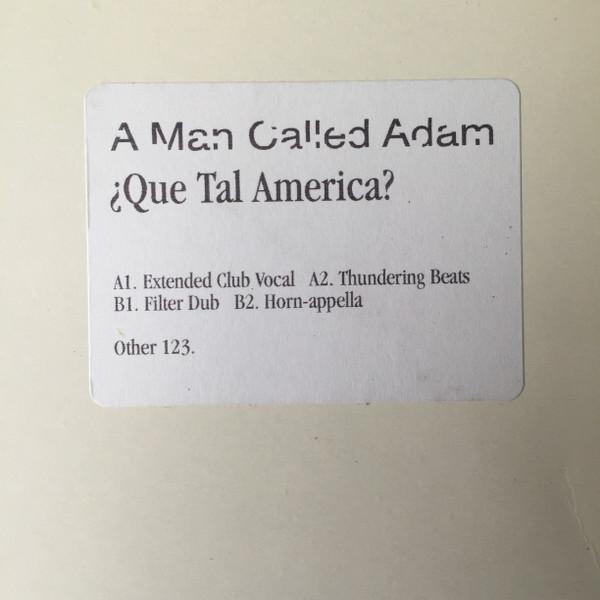 A Man Called Adam
¿Que Tal America?
A1. Extended Club Vocal A2. Thundering Beats
B1. Filter Dub B2. Horn-appella
Other 123.